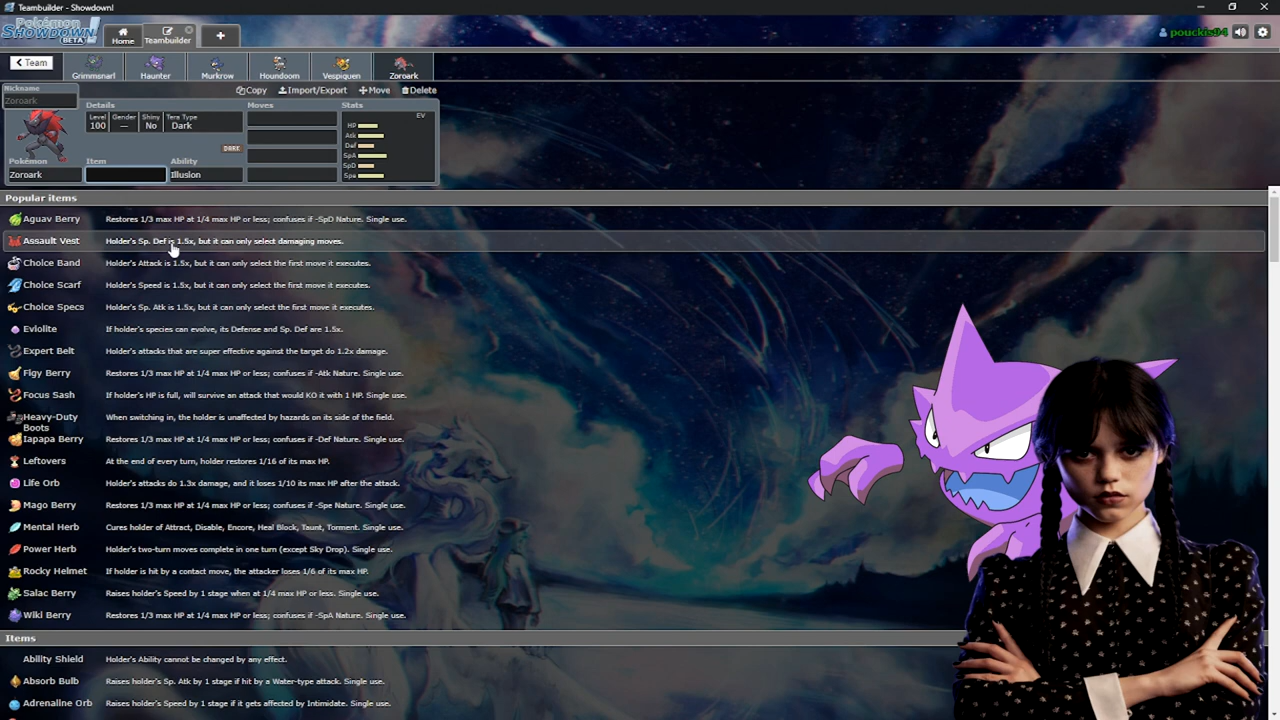 Teambuilder - Showdown!
Pokémon
SHOWDOWN!
BETA
Home
Teambuilder
pouckis94
< Team
Grimmsnarl
Haunter
Murkrow
Houndoom
Vespiquen
Zoroark
Copy
Import/Export
Move
Delete
Nickname
Zoroark
Details
Moves
Stats
Level
100
Gender
—
Shiny
No
Tera Type
Dark
EV
HP
Atk
Def
SpA
SpD
Spe
DARK
Pokémon
Zoroark
Item
Ability
Illusion
Popular items
Aguav Berry Restores 1/3 max HP at 1/4 max HP or less; confuses if -SpD Nature. Single use.
Assault Vest Holder's Sp. Def is 1.5x, but it can only select damaging moves.
Choice Band Holder's Attack is 1.5x, but it can only select the first move it executes.
Choice Scarf Holder's Speed is 1.5x, but it can only select the first move it executes.
Choice Specs Holder's Sp. Atk is 1.5x, but it can only select the first move it executes.
Eviolite If holder's species can evolve, its Defense and Sp. Def are 1.5x.
Expert Belt Holder's attacks that are super effective against the target do 1.2x damage.
Figy Berry Restores 1/3 max HP at 1/4 max HP or less; confuses if -Atk Nature. Single use.
Focus Sash If holder's HP is full, will survive an attack that would KO it with 1 HP. Single use.
Heavy-Duty Boots When switching in, the holder is unaffected by hazards on its side of the field.
Iapapa Berry Restores 1/3 max HP at 1/4 max HP or less; confuses if -Def Nature. Single use.
Leftovers At the end of every turn, holder restores 1/16 of its max HP.
Life Orb Holder's attacks do 1.3x damage, and it loses 1/10 its max HP after the attack.
Mago Berry Restores 1/3 max HP at 1/4 max HP or less; confuses if -Spe Nature. Single use.
Mental Herb Cures holder of Attract, Disable, Encore, Heal Block, Taunt, Torment. Single use.
Power Herb Holder's two-turn moves complete in one turn (except Sky Drop). Single use.
Rocky Helmet If holder is hit by a contact move, the attacker loses 1/6 of its max HP.
Salac Berry Raises holder's Speed by 1 stage when at 1/4 max HP or less. Single use.
Wiki Berry Restores 1/3 max HP at 1/4 max HP or less; confuses if -SpA Nature. Single use.
Items
Ability Shield Holder's Ability cannot be changed by any effect.
Absorb Bulb Raises holder's Sp. Atk by 1 stage if hit by a Water-type attack. Single use.
Adrenaline Orb Raises holder's Speed by 1 stage if it gets affected by Intimidate. Single use.